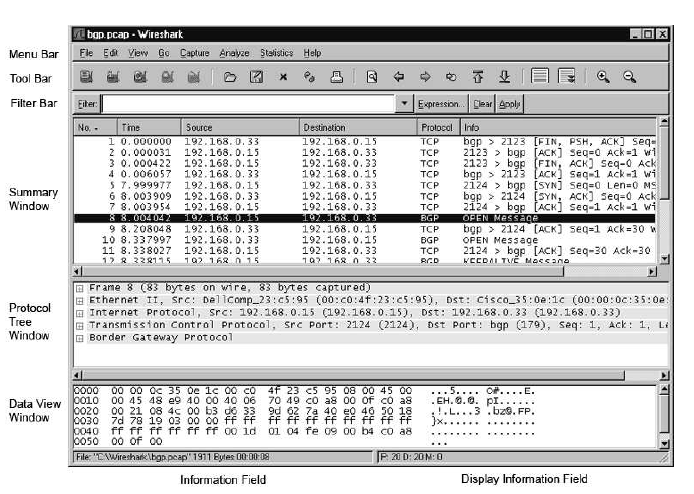 bgp.pcap - Wireshark
Menu Bar
File Edit View Go Capture Analyze Statistics Help
Tool Bar
Filter Bar
Filter: Expression... Clear Apply
No. - Time Source Destination Protocol Info
1 0.000000 192.168.0.33 192.168.0.15 TCP bgp > 2123 [FIN, PSH, ACK] Seq=
2 0.000031 192.168.0.15 192.168.0.33 TCP 2123 > bgp [ACK] Seq=0 Ack=1 Wi
3 0.000422 192.168.0.15 192.168.0.33 TCP 2123 > bgp [FIN, ACK] Seq=0 Ack
4 0.006057 192.168.0.33 192.168.0.15 TCP bgp > 2123 [ACK] Seq=1 Ack=1 Wi
5 7.999977 192.168.0.15 192.168.0.33 TCP 2124 > bgp [SYN] Seq=0 Len=0 MS
6 8.003909 192.168.0.33 192.168.0.15 TCP bgp > 2124 [SYN, ACK] Seq=0 Ack
7 8.003954 192.168.0.15 192.168.0.33 TCP 2124 > bgp [ACK] Seq=1 Ack=1 Wi
Summary Window
8 8.004042 192.168.0.15 192.168.0.33 BGP OPEN Message
9 8.208048 192.168.0.33 192.168.0.15 TCP bgp > 2124 [ACK] Seq=1 Ack=30 W
10 8.337997 192.168.0.33 192.168.0.15 BGP OPEN Message
11 8.338027 192.168.0.15 192.168.0.33 TCP 2124 > bgp [ACK] Seq=30 Ack=30
12 8.338115 192.168.0.15 192.168.0.33 BGP KEEPALIVE Message
Protocol Tree Window
Frame 8 (83 bytes on wire, 83 bytes captured)
Ethernet II, Src: DellComp_23:c5:95 (00:c0:4f:23:c5:95), Dst: Cisco_35:0e:1c (00:00:0c:35:0e:
Internet Protocol, Src: 192.168.0.15 (192.168.0.15), Dst: 192.168.0.33 (192.168.0.33)
Transmission Control Protocol, Src Port: 2124 (2124), Dst Port: bgp (179), Seq: 1, Ack: 1, Le
Border Gateway Protocol
Data View Window
0000 00 00 0c 35 0e 1c 00 c0 4f 23 c5 95 08 00 45 00 ...5.... O#....E.
0010 00 45 48 e9 40 00 40 06 70 49 c0 a8 00 0f c0 a8 .EH.@.@. pI......
0020 00 21 08 4c 00 b3 d6 33 9d 62 7a 40 e0 46 50 18 .!.L...3 .bz@.FP.
0030 7d 78 19 03 00 00 ff ff ff ff ff ff ff ff ff ff }x...... ........
0040 ff ff ff ff ff ff 00 1d 01 04 fe 09 00 b4 c0 a8 ........ ........
0050 00 0f 00 ...
File: "C:\Wireshark\bgp.pcap" 1911 Bytes 00:00:08 P: 20 D: 20 M: 0
Information Field Display Information Field